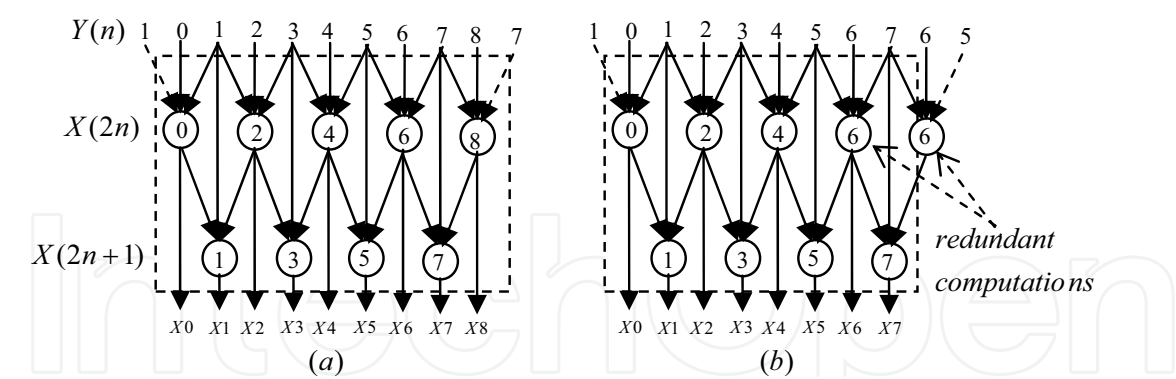 Y(n) 1 0 1 2 3 4 5 6 7 8 7
1 0 1 2 3 4 5 6 7 6 5
X(2n) 0 2 4 6 8
0 2 4 6 6
X(2n+1) 1 3 5 7
1 3 5 7
redundant
computations
X0 X1 X2 X3 X4 X5 X6 X7 X8
X0 X1 X2 X3 X4 X5 X6 X7
(a)
(b)
IntechOpen